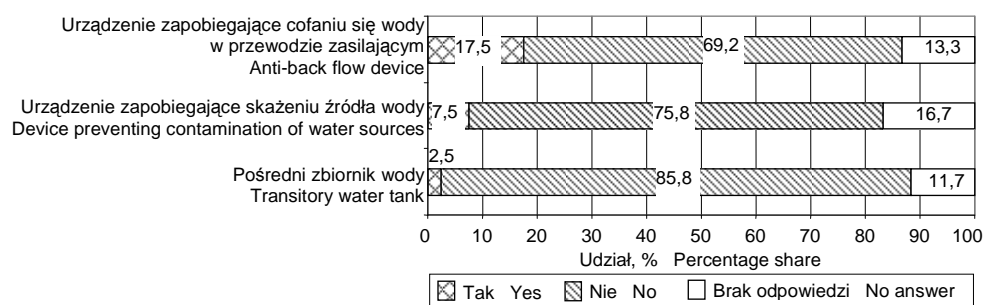 Urządzenie zapobiegające cofaniu się wody
w przewodzie zasilającym
Anti-back flow device
17,5 69,2 13,3
Urządzenie zapobiegające skażeniu źródła wody
Device preventing contamination of water sources
7,5 75,8 16,7
2,5
Pośredni zbiornik wody
Transitory water tank
85,8 11,7
0 10 20 30 40 50 60 70 80 90 100
Udział, % Percentage share
Tak Yes Nie No Brak odpowiedzi No answer